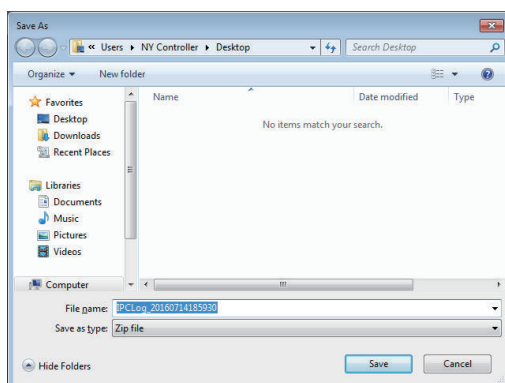 Save As
« Users NY Controller Desktop Search Desktop
Organize New folder
Favorites
Desktop
Downloads
Recent Places
Libraries
Documents
Music
Pictures
Videos
Computer
Name Date modified Type
No items match your search.
File name: IPCLog_20160714185930
Save as type: Zip file
Hide Folders Save Cancel